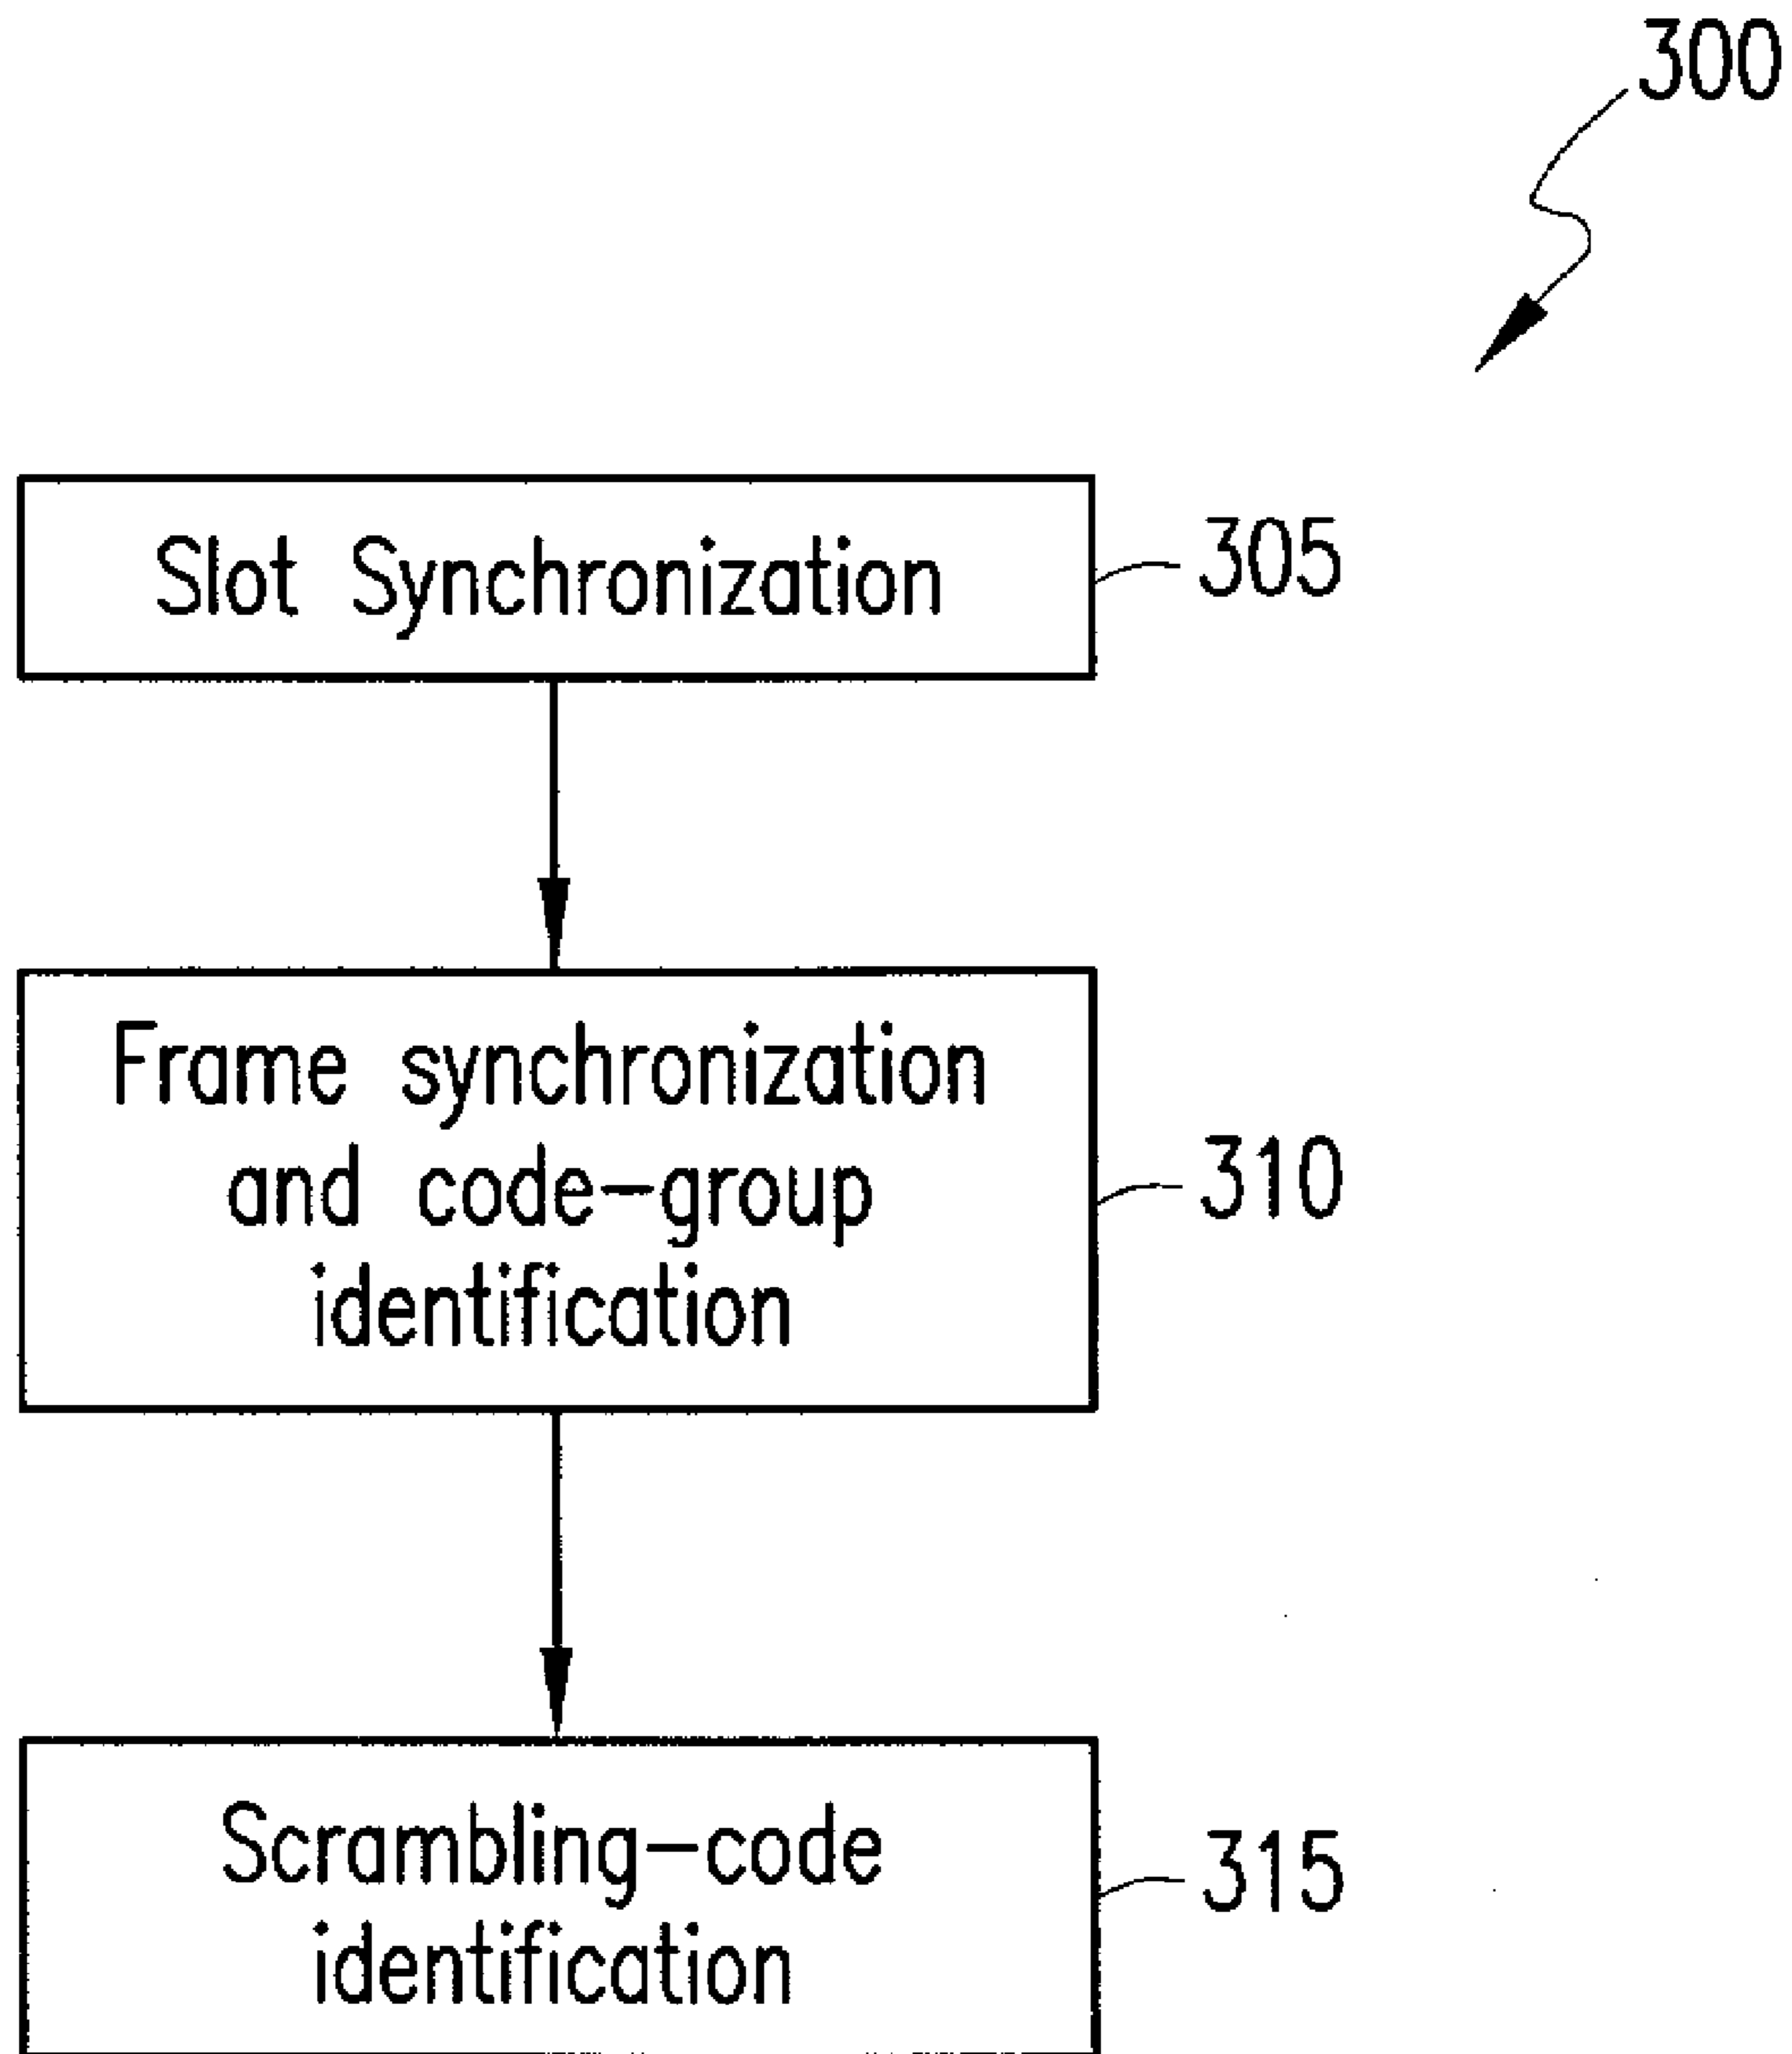 300
Slot Synchronization
305
Frame synchronization
and code-group
identification
310
Scrambling-code
identification
315